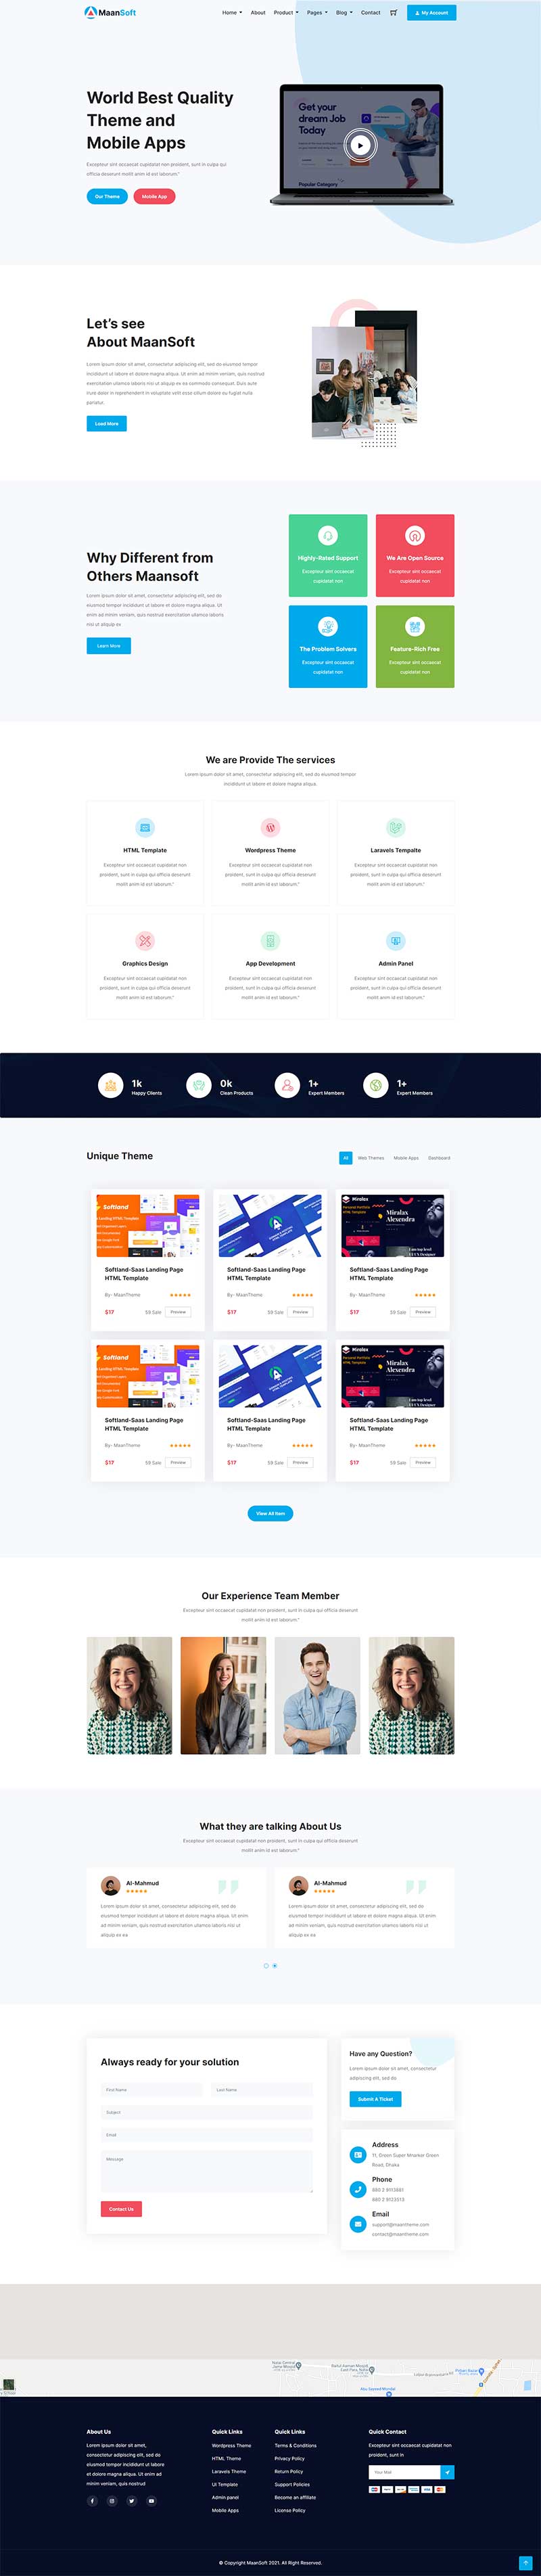 MaanSoft
Home About Product Pages Blog Contact My Account
World Best Quality
Theme and
Mobile Apps
Excepteur sint occaecat cupidatat non proident, sunt in culpa qui
officia deserunt mollit anim id est laborum."
Our Theme Mobile App
Get your
dream Job
Today
Popular Category
Let's see
About MaanSoft
Lorem ipsum dolor sit amet, consectetur adipiscing elit, sed do eiusmod tempor
incididunt ut labore et dolore magna aliqua. Ut enim ad minim veniam, quis nostrud
exercitation ullamco laboris nisi ut aliquip ex ea commodo consequat. Duis aute
irure dolor in reprehenderit in voluptate velit esse cillum dolore eu fugiat nulla
pariatur.
Load More
Why Different from
Others Maansoft
Lorem ipsum dolor sit amet, consectetur adipiscing elit, sed do
eiusmod tempor incididunt ut labore et dolore magna aliqua. Ut
enim ad minim veniam, quis nostrud exercitation ullamco laboris
nisi ut aliquip ex
Learn More
Highly-Rated Support
Excepteur sint occaecat
cupidatat non
We Are Open Source
Excepteur sint occaecat
cupidatat non
The Problem Solvers
Excepteur sint occaecat
cupidatat non
Feature-Rich Free
Excepteur sint occaecat
cupidatat non
We are Provide The services
Lorem ipsum dolor sit amet, consectetur adipiscing elit, sed do eiusmod tempor
incididunt ut labore et dolore magna aliqua.
HTML Template
Excepteur sint occaecat cupidatat non
proident, sunt in culpa qui officia deserunt
mollit anim id est laborum."
Wordpress Theme
Excepteur sint occaecat cupidatat non
proident, sunt in culpa qui officia deserunt
mollit anim id est laborum."
Laravels Tempalte
Excepteur sint occaecat cupidatat non
proident, sunt in culpa qui officia deserunt
mollit anim id est laborum."
Graphics Design
Excepteur sint occaecat cupidatat non
proident, sunt in culpa qui officia deserunt
mollit anim id est laborum."
App Development
Excepteur sint occaecat cupidatat non
proident, sunt in culpa qui officia deserunt
mollit anim id est laborum."
Admin Panel
Excepteur sint occaecat cupidatat non
proident, sunt in culpa qui officia deserunt
mollit anim id est laborum."
1k
Happy Clients
0k
Clean Products
1+
Expert Members
1+
Expert Members
Unique Theme
All Web Themes Mobile Apps Dashboard
Softland
Softland-Saas Landing Page
HTML Template
By- MaanTheme
$17 59 Sale Preview
Softland-Saas Landing Page
HTML Template
By- MaanTheme
$17 59 Sale Preview
Miralax
Personal Portfolio
HTML Template
Miralax
Alexendra
Softland-Saas Landing Page
HTML Template
By- MaanTheme
$17 59 Sale Preview
Softland
Softland-Saas Landing Page
HTML Template
By- MaanTheme
$17 59 Sale Preview
Softland-Saas Landing Page
HTML Template
By- MaanTheme
$17 59 Sale Preview
Miralax
Personal Portfolio
HTML Template
Miralax
Alexendra
Softland-Saas Landing Page
HTML Template
By- MaanTheme
$17 59 Sale Preview
View All Item
Our Experience Team Member
Excepteur sint occaecat cupidatat non proident, sunt in culpa qui officia deserunt
mollit anim id est laborum."
What they are talking About Us
Excepteur sint occaecat cupidatat non proident, sunt in culpa qui officia deserunt
mollit anim id est laborum."
Al-Mahmud
Lorem ipsum dolor sit amet, consectetur adipiscing elit, sed do
eiusmod tempor incididunt ut labore et dolore magna aliqua. Ut enim
ad minim veniam, quis nostrud exercitation ullamco laboris nisi ut
aliquip ex ea
Al-Mahmud
Lorem ipsum dolor sit amet, consectetur adipiscing elit, sed do
eiusmod tempor incididunt ut labore et dolore magna aliqua. Ut enim
ad minim veniam, quis nostrud exercitation ullamco laboris nisi ut
aliquip ex ea
Always ready for your solution
First Name Last Name
Subject
Email
Message
Contact Us
Have any Question?
Lorem ipsum dolor sit amet, consectetur
adipiscing elit, sed do
Submit A Ticket
Address
11, Green Super Mharker Green
Road, Dhaka
Phone
880 2 9113881
880 2 9123513
Email
support@maantheme.com
contact@maantheme.com
About Us
Lorem ipsum dolor sit amet,
consectetur adipiscing elit, sed do
eiusmod tempor incididunt ut labore
et dolore magna aliqua. Ut enim ad
minim veniam, quis nostrud
Quick Links
Wordpress Theme
HTML Theme
Laravels Theme
UI Template
Admin panel
Mobile Apps
Quick Links
Terms & Conditions
Privacy Policy
Return Policy
Support Policies
Become an affiliate
License Policy
Quick Contact
Excepteur sint occaecat cupidatat non
proident, sunt in
Your Mail
© Copyright MaanSoft 2021. All Right Reserved.